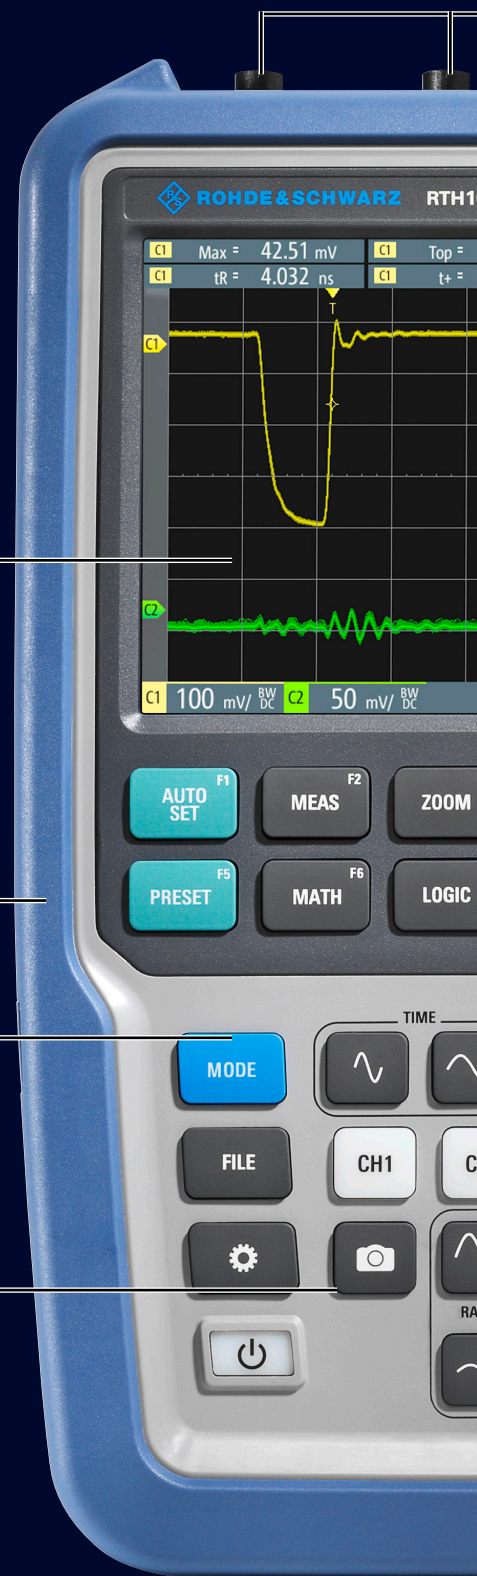 ROHDE & SCHWARZ RTH1
C1 Max = 42.51 mV C1 Top =
C1 tR = 4.032 ns C1 t+ =
T
C1
C2
C1 100 mV/ BW DC C2 50 mV/ BW DC
F1 F2
AUTO SET MEAS ZOOM
F5 F6
PRESET MATH LOGIC
TIME
MODE
FILE CH1 C
RA